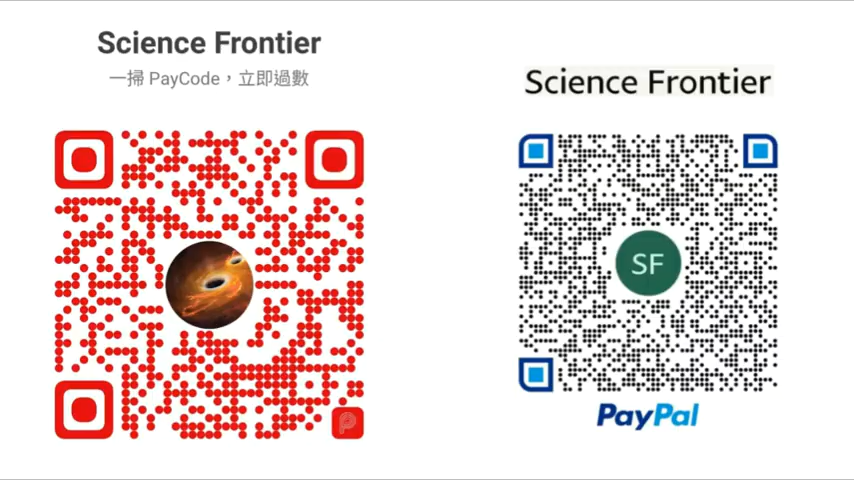 Science Frontier
一掃 PayCode，立即過數
Science Frontier
SF
PayPal